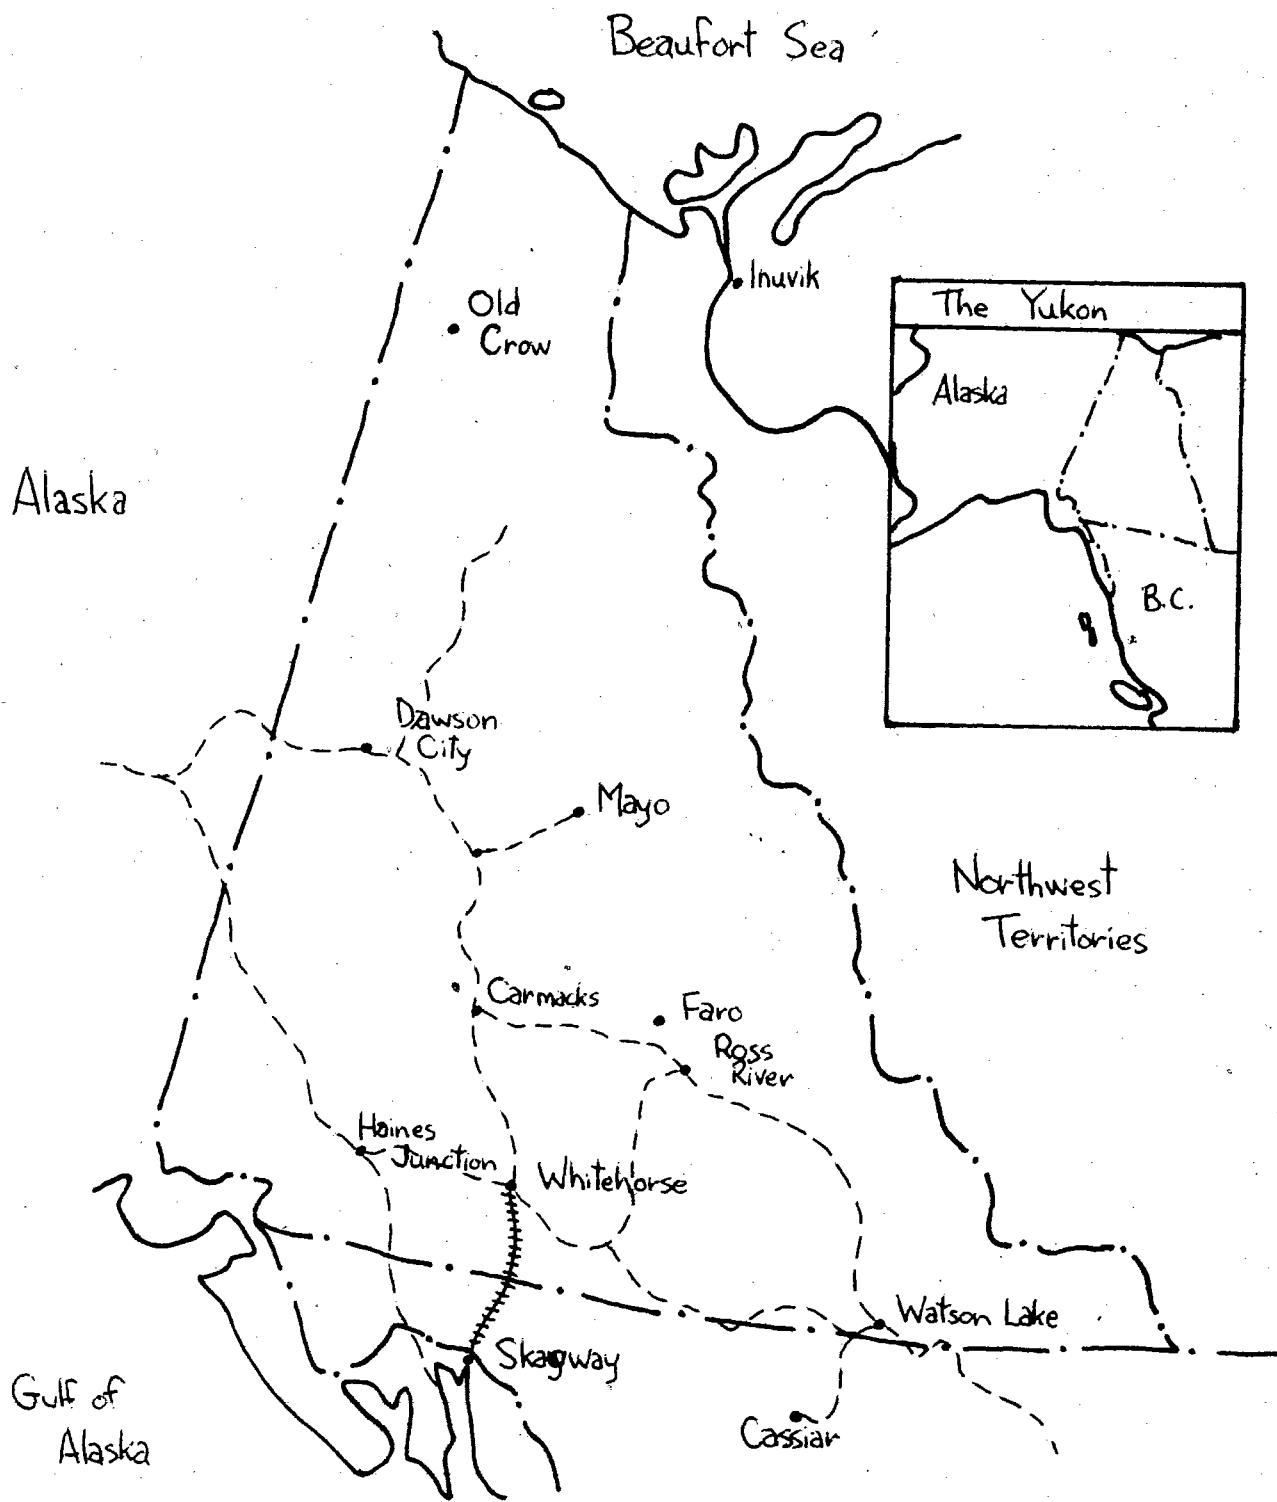 Beaufort Sea
Inuvik
Old
Crow
The Yukon
Alaska
B.C.
Alaska
Dawson
City
Mayo
Northwest
Territories
Carmacks
Faro
Ross
River
Haines
Junction
Whitehorse
Watson Lake
Skagway
Gulf of
Alaska
Cassiar